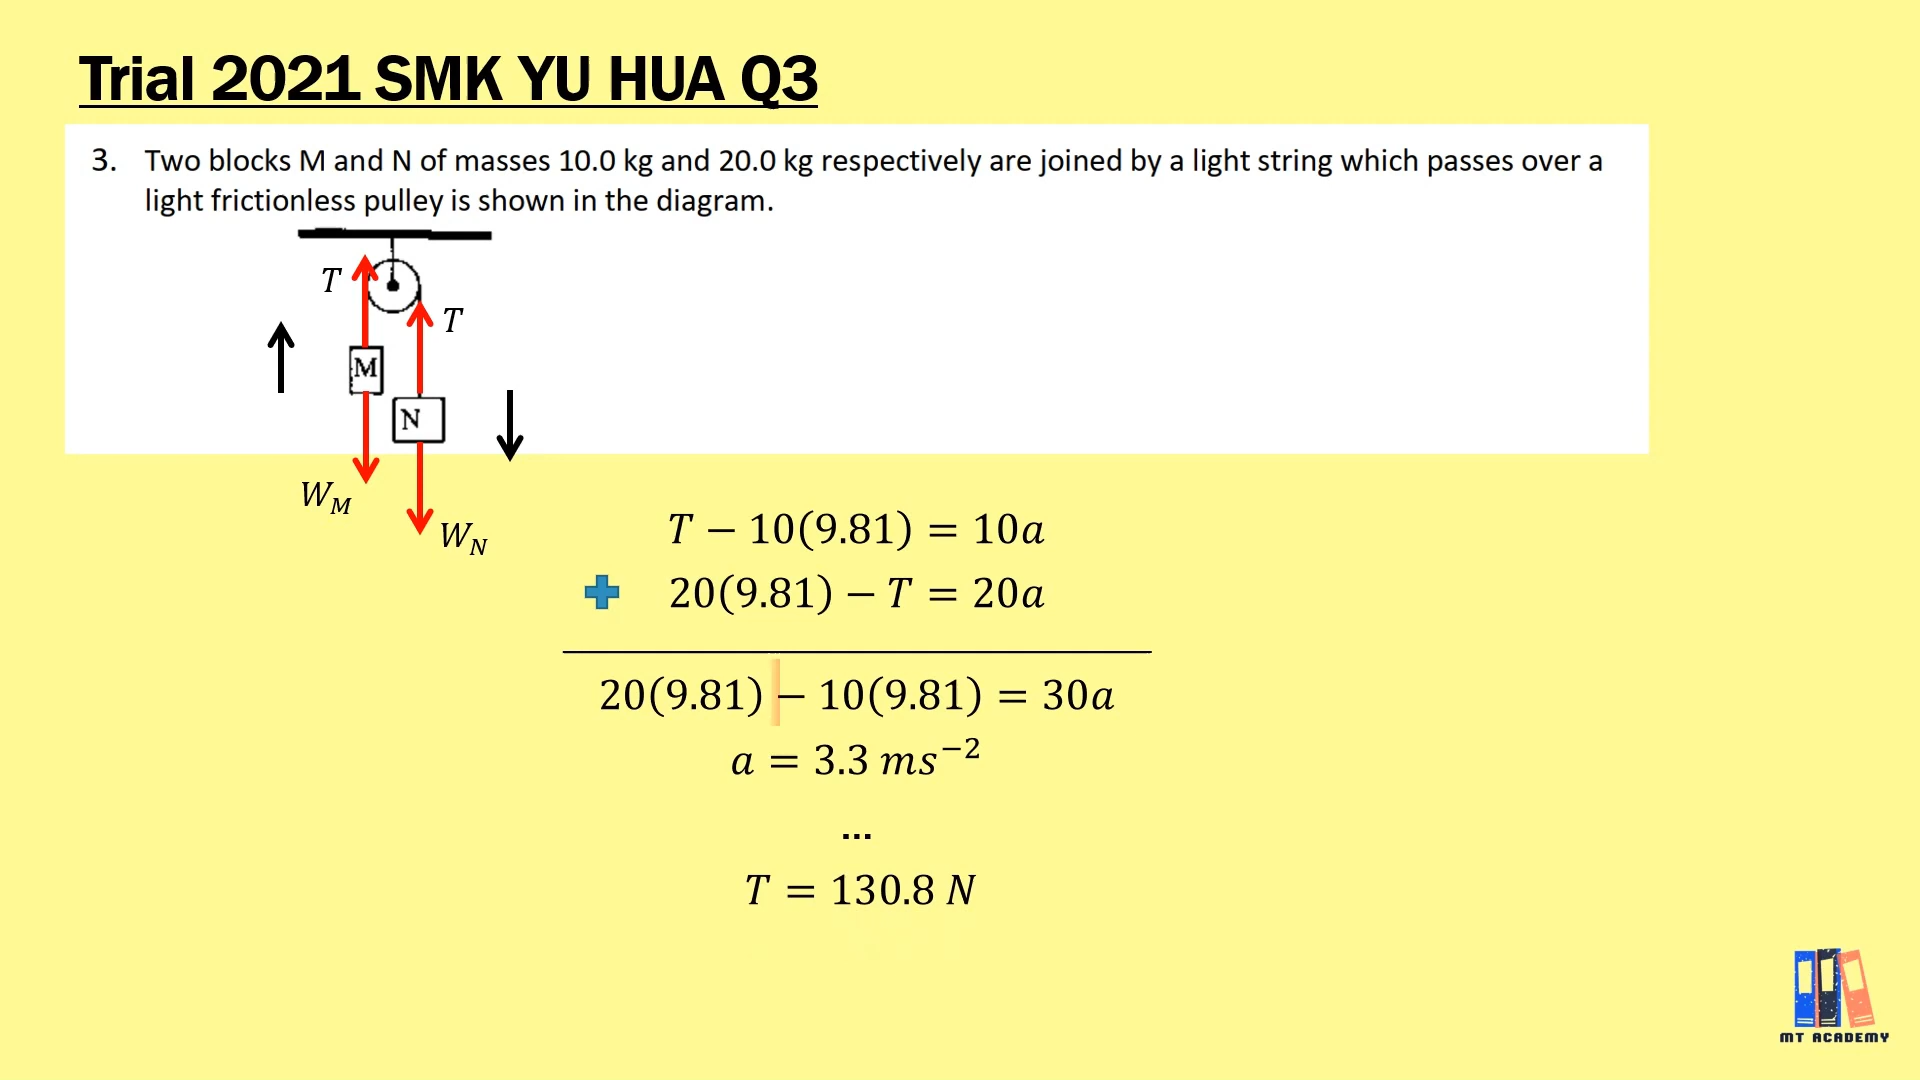 Trial 2021 SMK YU HUA Q3
3. Two blocks M and N of masses 10.0 kg and 20.0 kg respectively are joined by a light string which passes over a
light frictionless pulley is shown in the diagram.
T
T
M
N
W_M
W_N
T − 10(9.81) = 10a
20(9.81) − T = 20a
20(9.81) − 10(9.81) = 30a
a = 3.3 ms⁻²
...
T = 130.8 N
MT ACADEMY